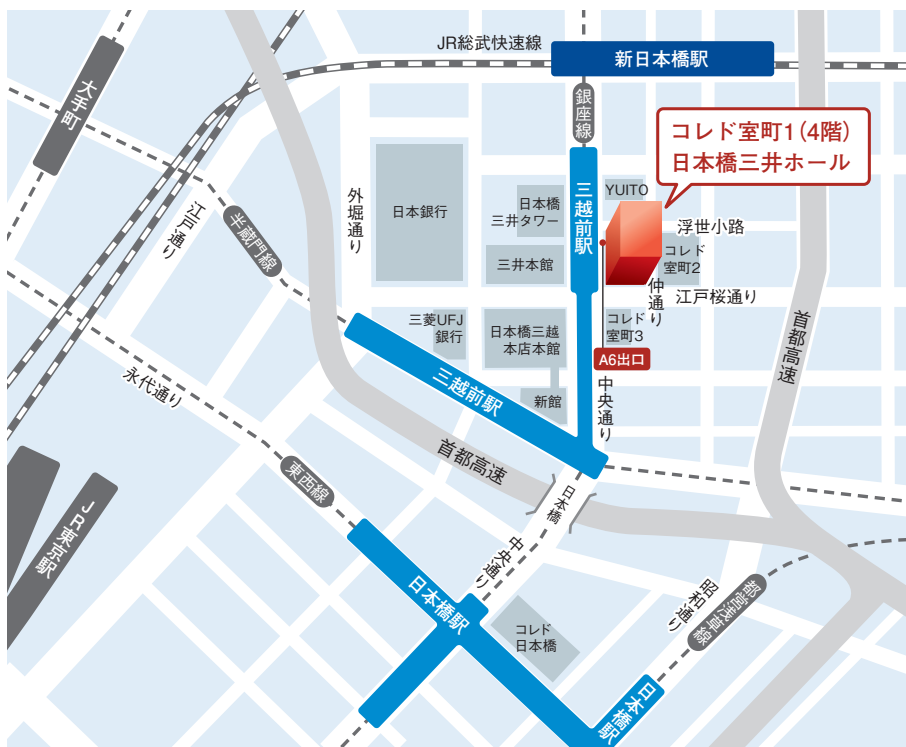 JR総武快速線
新日本橋駅
大手町
銀座線
コレド室町1(4階)
日本橋三井ホール
YUITO
三越前駅
外堀通り
日本銀行
日本橋
三井タワー
浮世小路
江戸通り
半蔵門線
三井本館
コレド
室町2
仲通り
江戸桜通り
三菱UFJ
銀行
日本橋三越
本店本館
コレド
室町3
首都高速
A6出口
三越前駅
新館
中央通り
永代通り
首都高速
東西線
日本橋
JR東京駅
中央通り
日本橋駅
コレド
日本橋
昭和通り
都営浅草線
日本橋駅